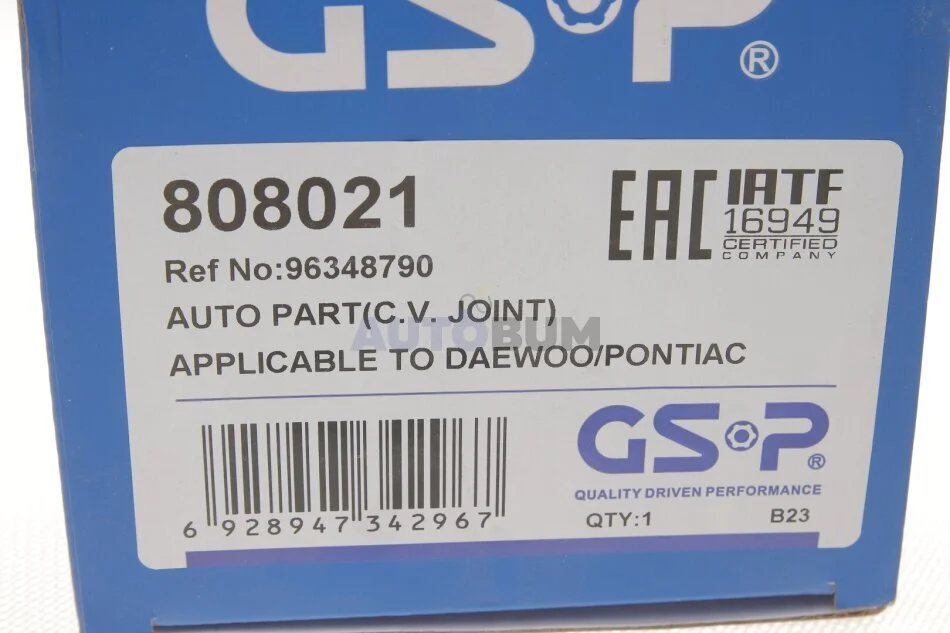 GSP®
808021
EAC
IATF
16949
CERTIFIED
COMPANY
Ref No:96348790
AUTO PART(C.V. JOINT)
AUTOBUM
APPLICABLE TO DAEWOO/PONTIAC
GSP®
QUALITY DRIVEN PERFORMANCE
6 928947 342967
QTY:1 B23